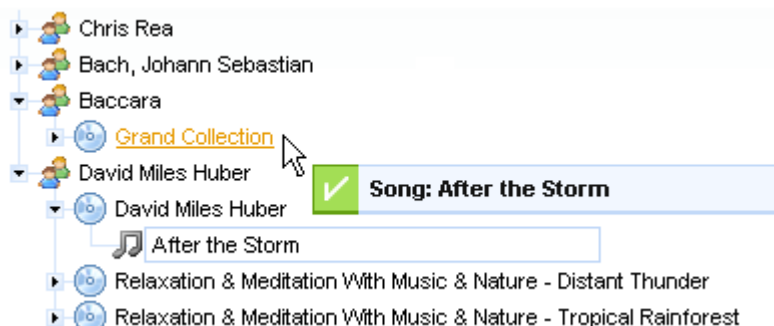 Chris Rea
Bach, Johann Sebastian
Baccara
Grand Collection
David Miles Huber
Song: After the Storm
David Miles Huber
After the Storm
Relaxation & Meditation With Music & Nature - Distant Thunder
Relaxation & Meditation With Music & Nature - Tropical Rainforest